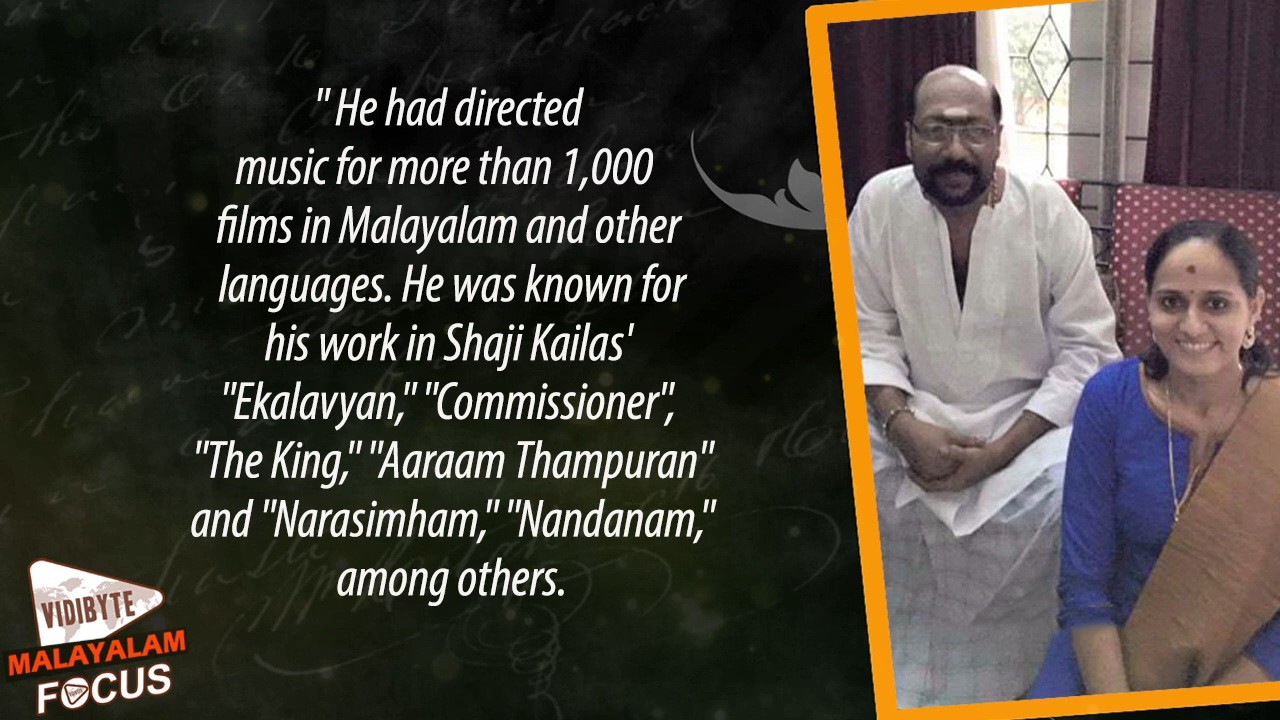 " He had directed
music for more than 1,000
films in Malayalam and other
languages. He was known for
his work in Shaji Kailas'
"Ekalavyan," "Commissioner",
"The King," "Aaraam Thampuran"
and "Narasimham," "Nandanam,"
among others.
VIDIBYTE
MALAYALAM
FOCUS